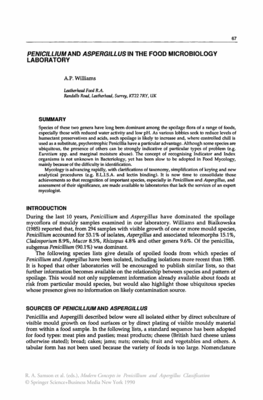 67
PENICILLIUM AND ASPERGILLUS IN THE FOOD MICROBIOLOGY
LABORATORY
A.P. Williams
Leatherhead Food R.A.
Randalls Road, Leatherhead, Surrey, KT22 7RY, UK
SUMMARY
Species of these two genera have long been dominant among the spoilage flora of a range of foods,
especially those with reduced water activity and low pH. As various lobbies seek to reduce levels of
humectant preservatives and acids, such spoilage is likely to increase and, where controlled chill is
used as a substitute, psychrotrophic Penicillia have a particular advantage. Although some species are
ubiquitous, the presence of others can be strongly indicative of particular types of problem (e.g.
Eurotium spp. and marginal moisture abuse). The concept of recognising Indicator and Index
organisms is not unknown in Bacteriology, yet has been slow to be adopted in Food Mycology,
mainly because of the difficulty in identification.
Mycology is advancing rapidly, with clarifications of taxonomy, simplification of keying and new
analytical procedures (e.g. E.L.I.S.A. and lectin binding). It is now time to consolidate those
achievements so that recognition of important species, especially in Penicillium and Aspergillus, and
assessment of their significance, are made available to laboratories that lack the services of an expert
mycologist.
INTRODUCTION
During the last 10 years, Penicillium and Aspergillus have dominated the spoilage
mycoflora of mouldy samples examined in our laboratory. Williams and Bialkowska
(1985) reported that, from 294 samples with visible growth of one or more mould species,
Penicillium accounted for 53.1% of isolates, Aspergillus and associated teleomorphs 15.1%,
Cladosporium 8.9%, Mucor 8.5%, Rhizopus 4.8% and other genera 9.6%. Of the penicillia,
subgenus Penicillium (90.1%) was dominant.
The following species lists give details of spoiled foods from which species of
Penicillium and Aspergillus have been isolated, including isolations more recent than 1985.
It is hoped that other laboratories will be encouraged to publish similar lists, so that
further information becomes available on the relationship between species and pattern of
spoilage. This would not only supplement information already available about foods at
risk from particular mould species, but would also highlight those ubiquitous species
whose presence gives no information on likely contamination source.
SOURCES OF PENICILLIUM AND ASPERGILLUS
Penicillia and Aspergilli described below were all isolated either by direct subculture of
visible mould growth on food surfaces or by direct plating of visible mouldy material
from within a food sample. In the following lists, a standard sequence has been adopted
for food types: meat pies and pasties; meat products; cheese (British hard cheese unless
otherwise stated); bread; cakes; jams; nuts; cereals; fruit and vegetables and others. A
tabular form has not been used because the variety of foods is too large. Nomenclature
R. A. Samson et al. (eds.), Modern Concepts in Penicillium and Aspergillus Classification
© Springer Science+Business Media New York 1990